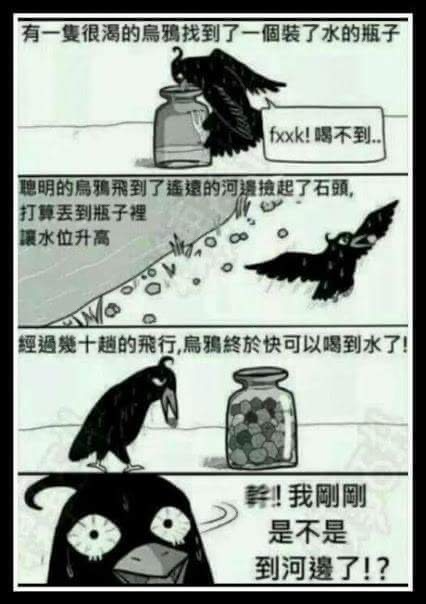 有一隻很渴的烏鴉找到了一個裝了水的瓶子
fxxk! 喝不到..
聰明的烏鴉飛到了遙遠的河邊撿起了石頭,
打算丟到瓶子裡
讓水位升高
經過幾十趟的飛行,烏鴉終於快可以喝到水了!
幹! 我剛剛
是不是
到河邊了!?